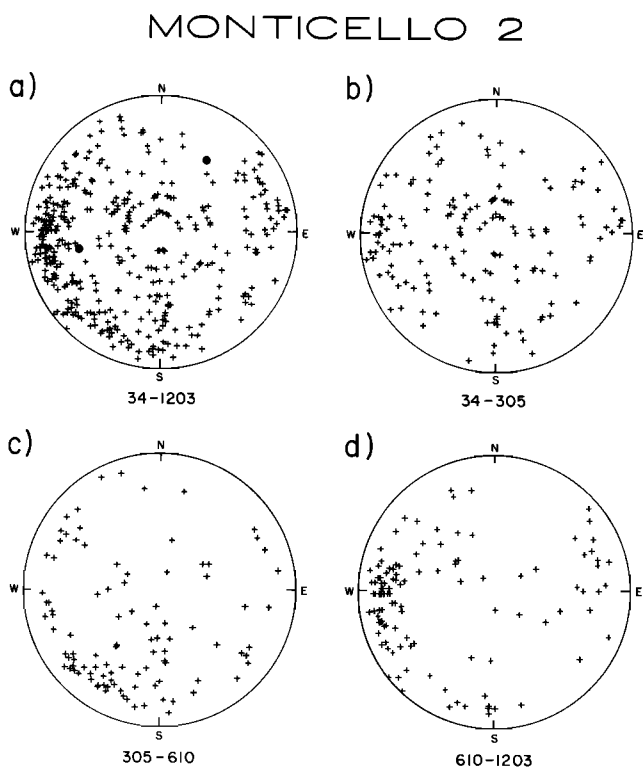 MONTICELLO 2
a) b)
N N
W E W E
S S
34-1203 34-305
c) d)
N N
W E W E
S S
305-610 610-1203